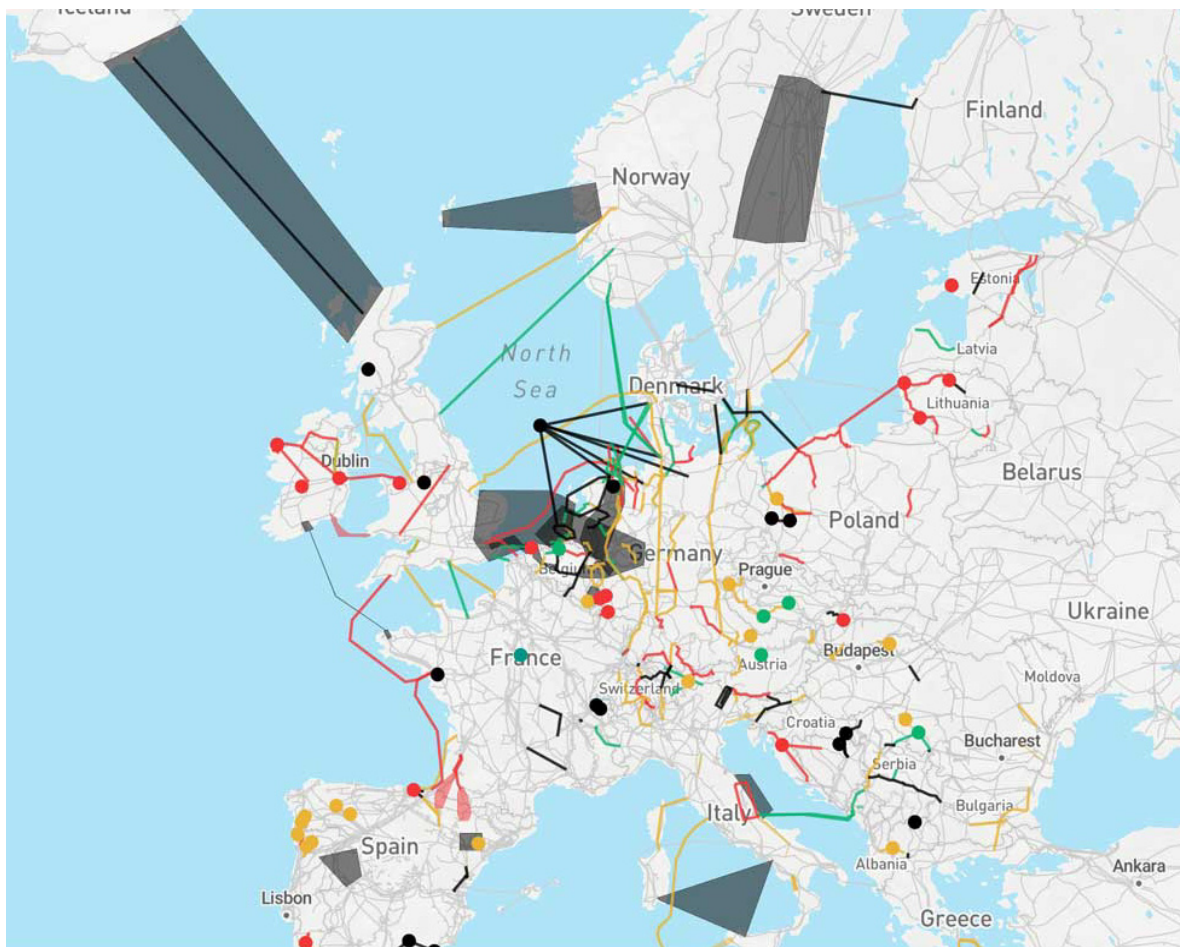 Iceland
Sweden
Finland
Norway
Estonia
North
Sea
Latvia
Denmark
Lithuania
Dublin
Belarus
Poland
Germany
Prague
Ukraine
Budapest
France
Austria
Moldova
Switzerland
Croatia
Bucharest
Serbia
Italy
Bulgaria
Spain
Albania
Ankara
Lisbon
Greece